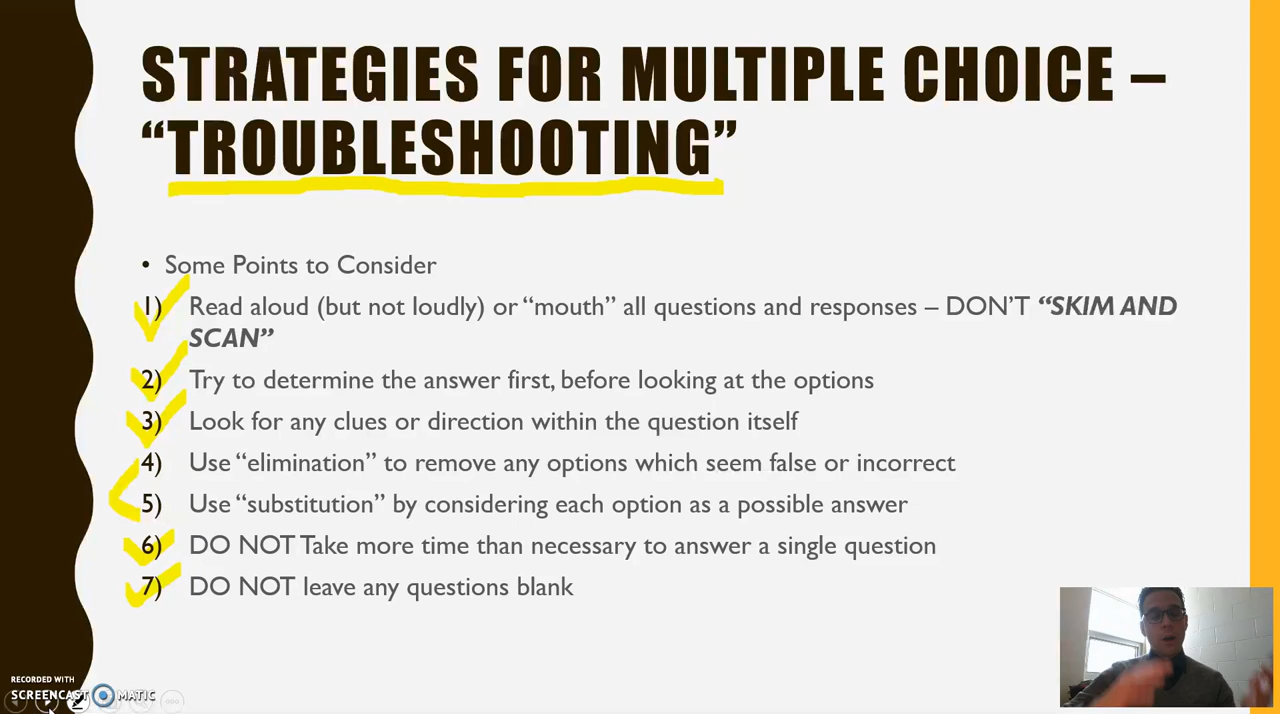 STRATEGIES FOR MULTIPLE CHOICE –
“TROUBLESHOOTING”
• Some Points to Consider
1) Read aloud (but not loudly) or “mouth” all questions and responses – DON’T “SKIM AND
SCAN”
2) Try to determine the answer first, before looking at the options
3) Look for any clues or direction within the question itself
4) Use “elimination” to remove any options which seem false or incorrect
5) Use “substitution” by considering each option as a possible answer
6) DO NOT Take more time than necessary to answer a single question
7) DO NOT leave any questions blank
RECORDED WITH
SCREENCAST MATIC